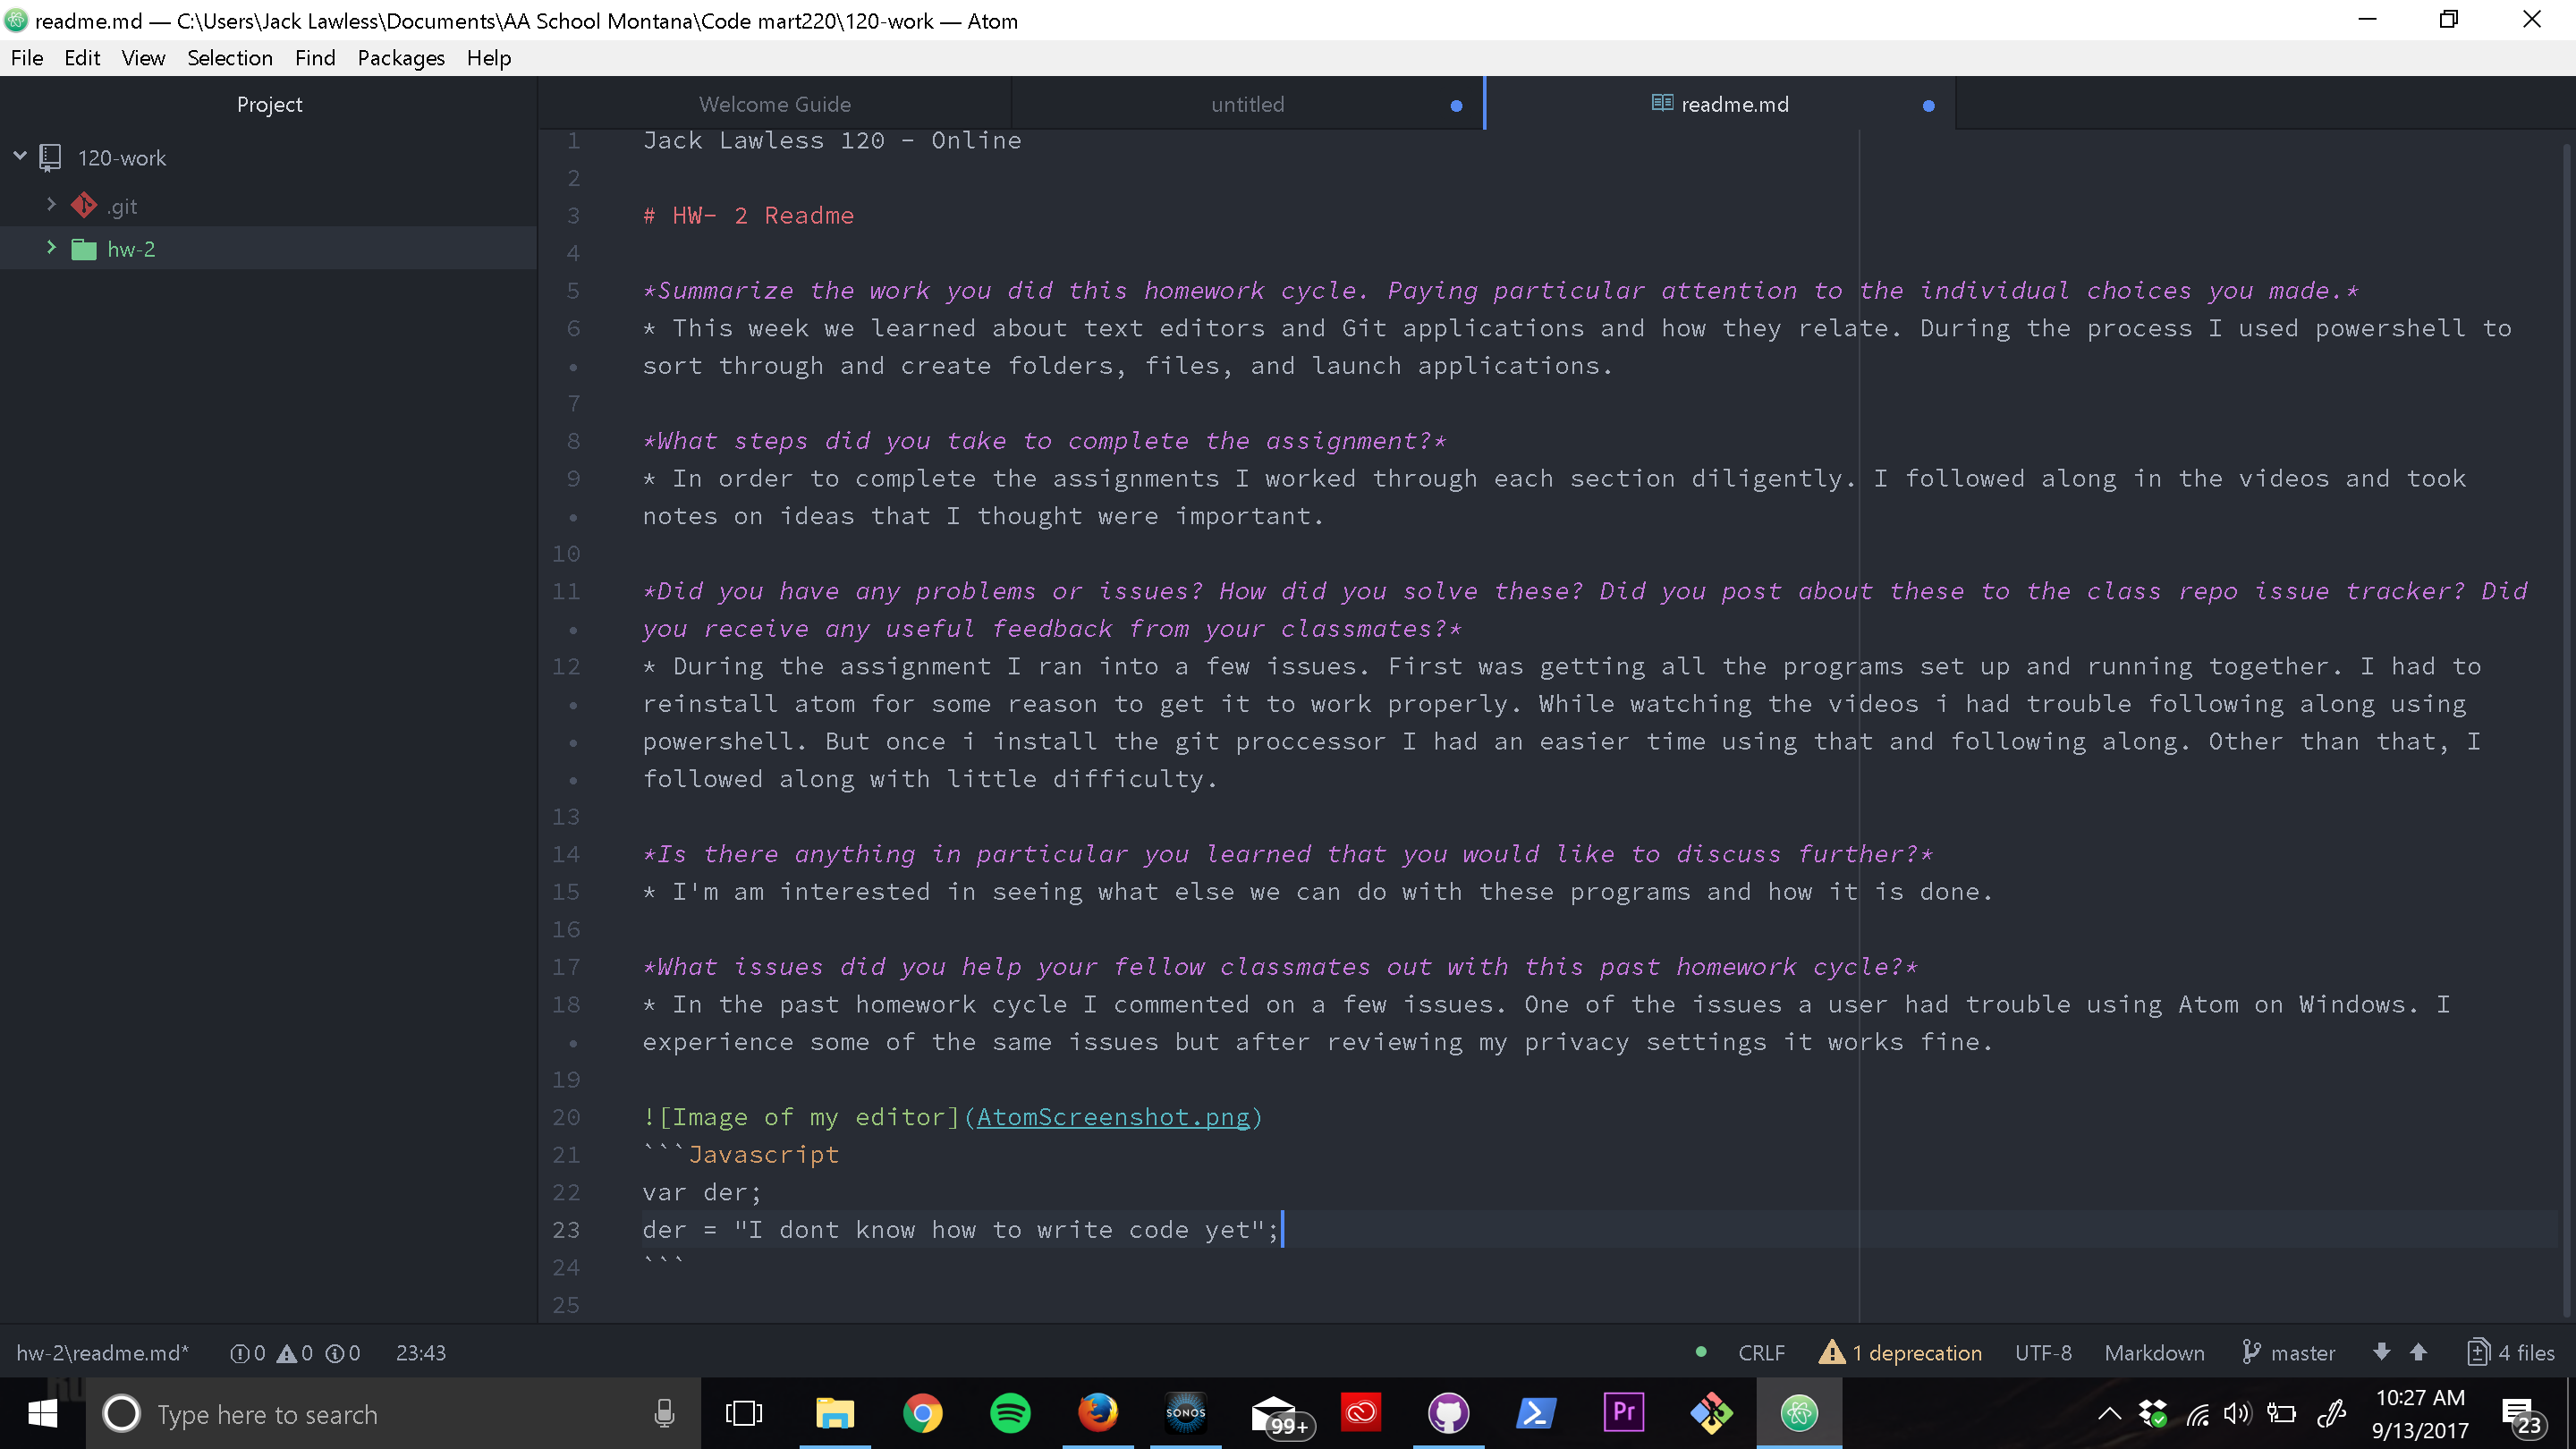 readme.md — C:\Users\Jack Lawless\Documents\AA School Montana\Code mart220\120-work — Atom
File Edit View Selection Find Packages Help
Project
Welcome Guide
untitled
readme.md
120-work
.git
hw-2
1 Jack Lawless 120 - Online
2
3 # HW- 2 Readme
4
5 *Summarize the work you did this homework cycle. Paying particular attention to the individual choices you made.*
6 * This week we learned about text editors and Git applications and how they relate. During the process I used powershell to
• sort through and create folders, files, and launch applications.
7
8 *What steps did you take to complete the assignment?*
9 * In order to complete the assignments I worked through each section diligently. I followed along in the videos and took
• notes on ideas that I thought were important.
10
11 *Did you have any problems or issues? How did you solve these? Did you post about these to the class repo issue tracker? Did
• you receive any useful feedback from your classmates?*
12 * During the assignment I ran into a few issues. First was getting all the programs set up and running together. I had to
• reinstall atom for some reason to get it to work properly. While watching the videos i had trouble following along using
• powershell. But once i install the git proccessor I had an easier time using that and following along. Other than that, I
• followed along with little difficulty.
13
14 *Is there anything in particular you learned that you would like to discuss further?*
15 * I'm am interested in seeing what else we can do with these programs and how it is done.
16
17 *What issues did you help your fellow classmates out with this past homework cycle?*
18 * In the past homework cycle I commented on a few issues. One of the issues a user had trouble using Atom on Windows. I
• experience some of the same issues but after reviewing my privacy settings it works fine.
19
20 ![Image of my editor](AtomScreenshot.png)
21 ```Javascript
22 var der;
23 der = "I dont know how to write code yet";
24 ```
25
hw-2\readme.md* 0 0 0 23:43 CRLF 1 deprecation UTF-8 Markdown master 4 files
Type here to search
SONOS
99+
Pr
10:27 AM
9/13/2017
23